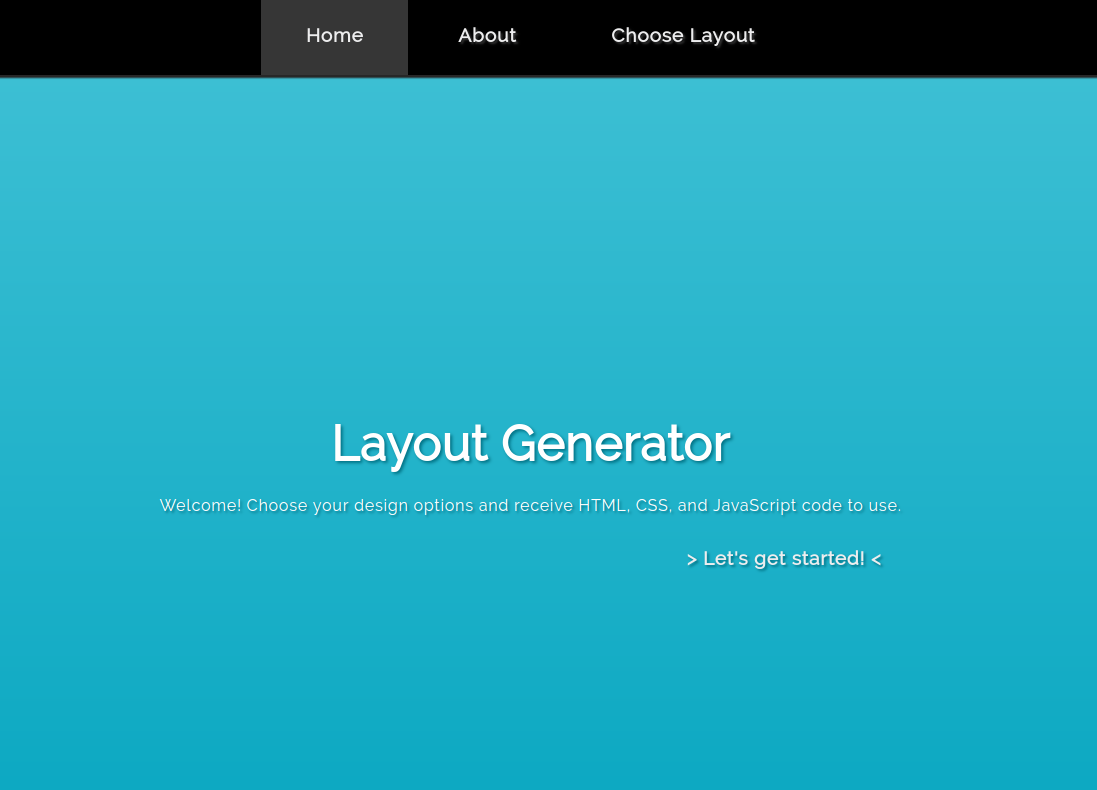 Home About Choose Layout
Layout Generator
Welcome! Choose your design options and receive HTML, CSS, and JavaScript code to use.
> Let's get started! <